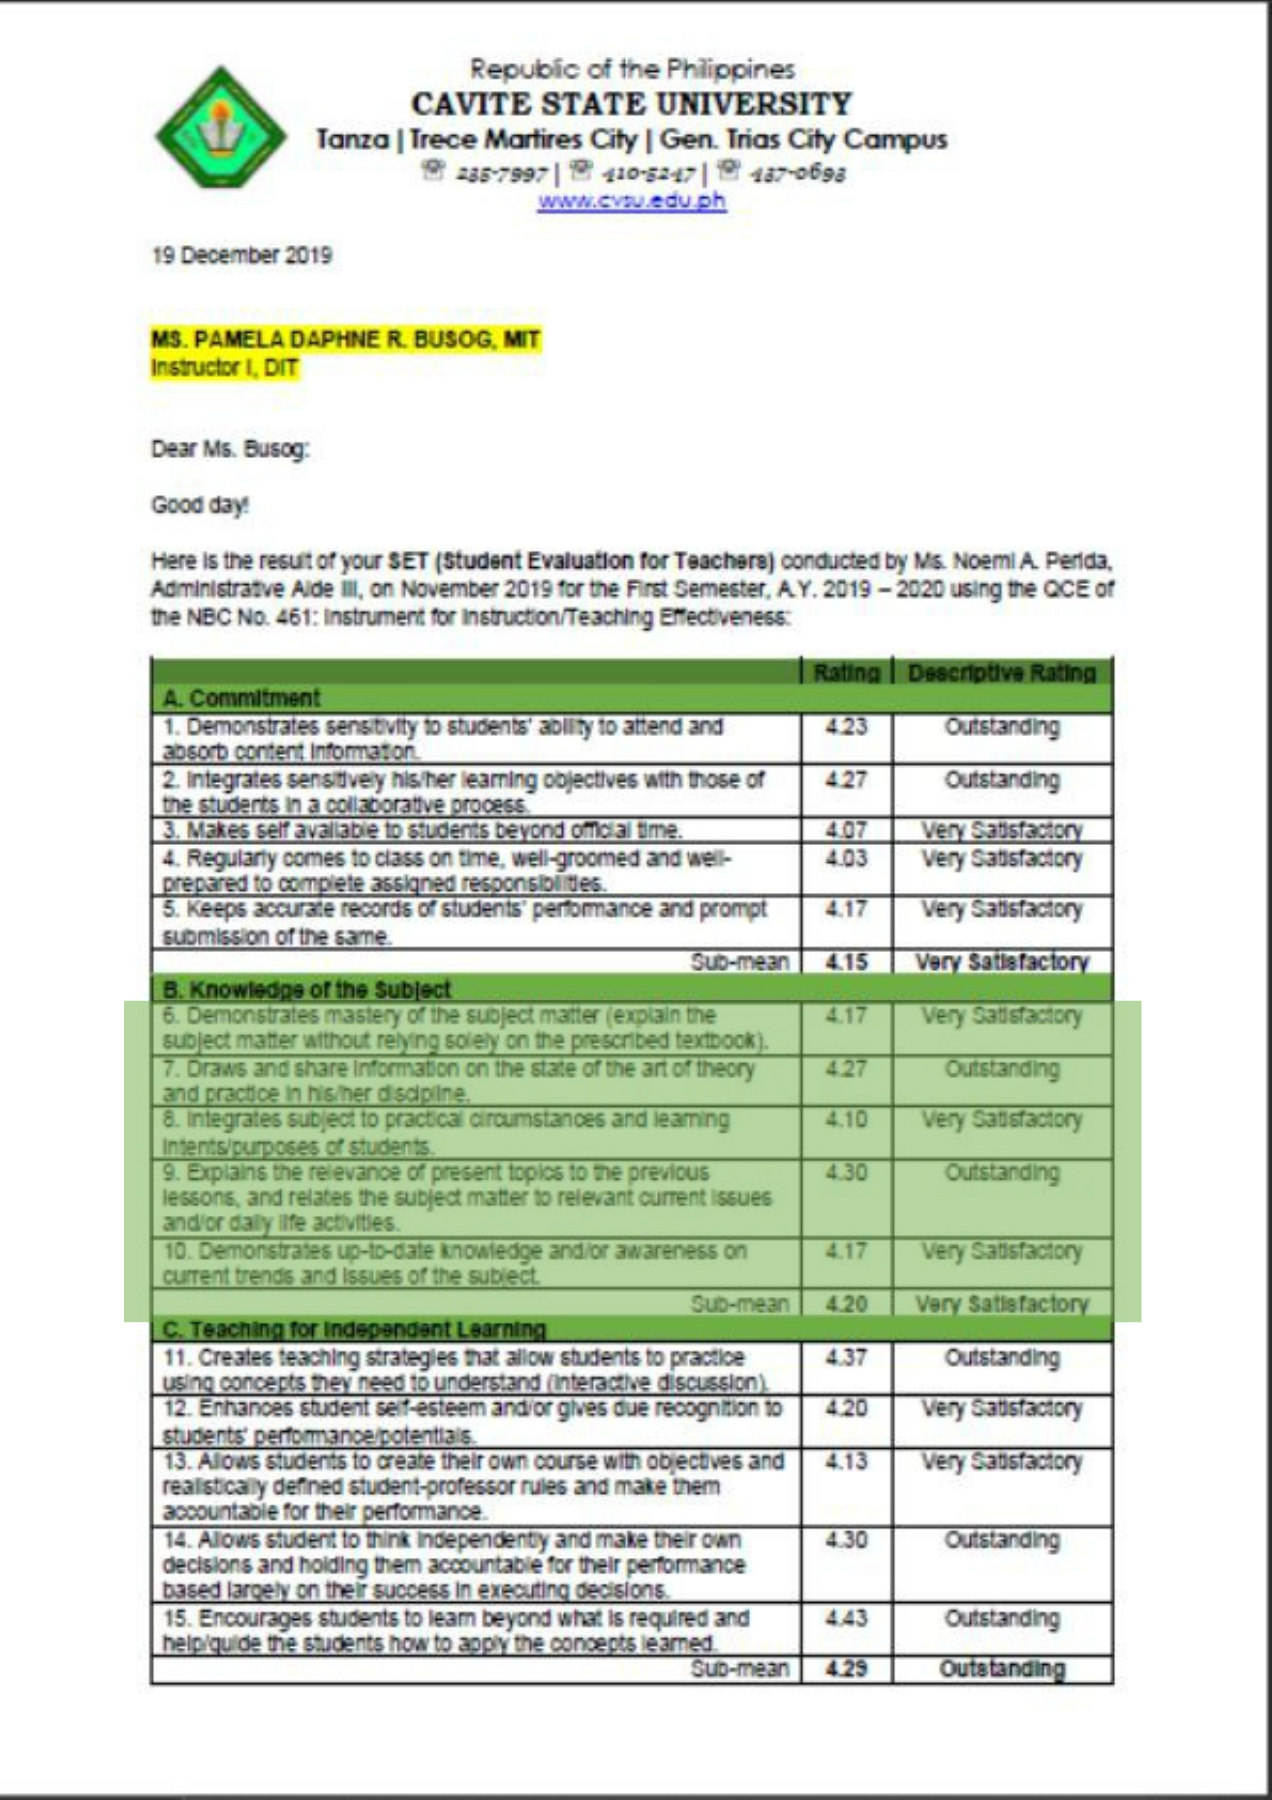 Republic of the Philippines
CAVITE STATE UNIVERSITY
Tanza | Trece Martires City | Gen. Trias City Campus
☏ 235-7997 | ☏ 410-5247 | ☏ 437-0693
www.cvsu.edu.ph
19 December 2019
MS. PAMELA DAPHNE R. BUSOG, MIT
Instructor I, DIT
Dear Ms. Busog:
Good day!
Here is the result of your SET (Student Evaluation for Teachers) conducted by Ms. Noemi A. Perida,
Administrative Aide III, on November 2019 for the First Semester, A.Y. 2019 – 2020 using the QCE of
the NBC No. 461: Instrument for Instruction/Teaching Effectiveness:
Rating Descriptive Rating
A. Commitment
1. Demonstrates sensitivity to students' ability to attend and 4.23 Outstanding
absorb content information.
2. Integrates sensitively his/her learning objectives with those of 4.27 Outstanding
the students in a collaborative process.
3. Makes self available to students beyond official time. 4.07 Very Satisfactory
4. Regularly comes to class on time, well-groomed and well- 4.03 Very Satisfactory
prepared to complete assigned responsibilities.
5. Keeps accurate records of students' performance and prompt 4.17 Very Satisfactory
submission of the same.
Sub-mean 4.15 Very Satisfactory
B. Knowledge of the Subject
6. Demonstrates mastery of the subject matter (explain the 4.17 Very Satisfactory
subject matter without relying solely on the prescribed textbook).
7. Draws and share information on the state of the art of theory 4.27 Outstanding
and practice in his/her discipline.
8. Integrates subject to practical circumstances and learning 4.10 Very Satisfactory
intents/purposes of students.
9. Explains the relevance of present topics to the previous 4.30 Outstanding
lessons, and relates the subject matter to relevant current issues
and/or daily life activities.
10. Demonstrates up-to-date knowledge and/or awareness on 4.17 Very Satisfactory
current trends and issues of the subject.
Sub-mean 4.20 Very Satisfactory
C. Teaching for Independent Learning
11. Creates teaching strategies that allow students to practice 4.37 Outstanding
using concepts they need to understand (interactive discussion).
12. Enhances student self-esteem and/or gives due recognition to 4.20 Very Satisfactory
students' performance/potentials.
13. Allows students to create their own course with objectives and 4.13 Very Satisfactory
realistically defined student-professor rules and make them
accountable for their performance.
14. Allows student to think independently and make their own 4.30 Outstanding
decisions and holding them accountable for their performance
based largely on their success in executing decisions.
15. Encourages students to learn beyond what is required and 4.43 Outstanding
help/guide the students how to apply the concepts learned.
Sub-mean 4.29 Outstanding